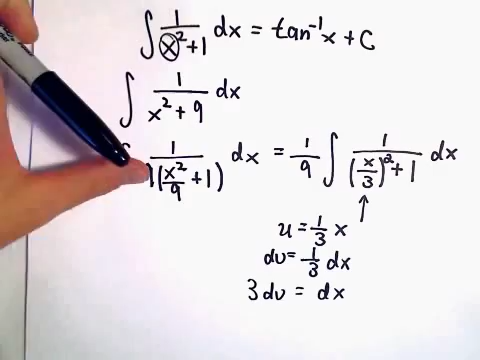 ∫ 1/(x²+1) dx = tan⁻¹x + C
∫ 1/(x² + 9) dx
1/((x²/9 + 1)) dx = 1/9 ∫ 1/((x/3)² + 1) dx
u = 1/3 x
du = 1/3 dx
3 du = dx